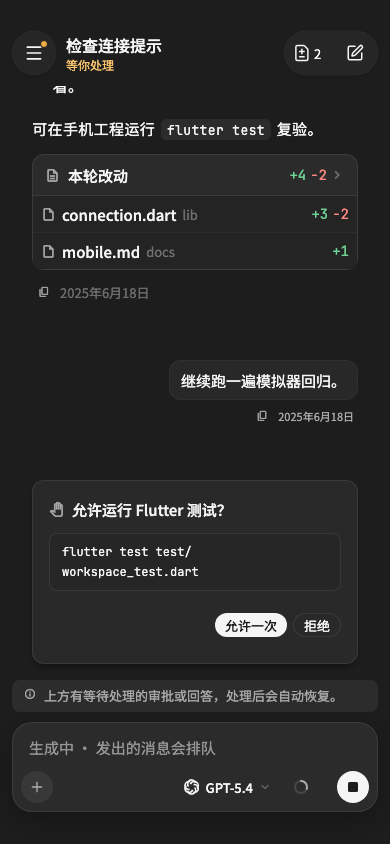 检查连接提示
等你处理
2
看。
可在手机工程运行 flutter test 复验。
本轮改动 +4 -2
connection.dart lib +3 -2
mobile.md docs +1
2025年6月18日
继续跑一遍模拟器回归。
2025年6月18日
允许运行 Flutter 测试？
flutter test test/
workspace_test.dart
允许一次 拒绝
上方有等待处理的审批或回答，处理后会自动恢复。
生成中 · 发出的消息会排队
GPT-5.4